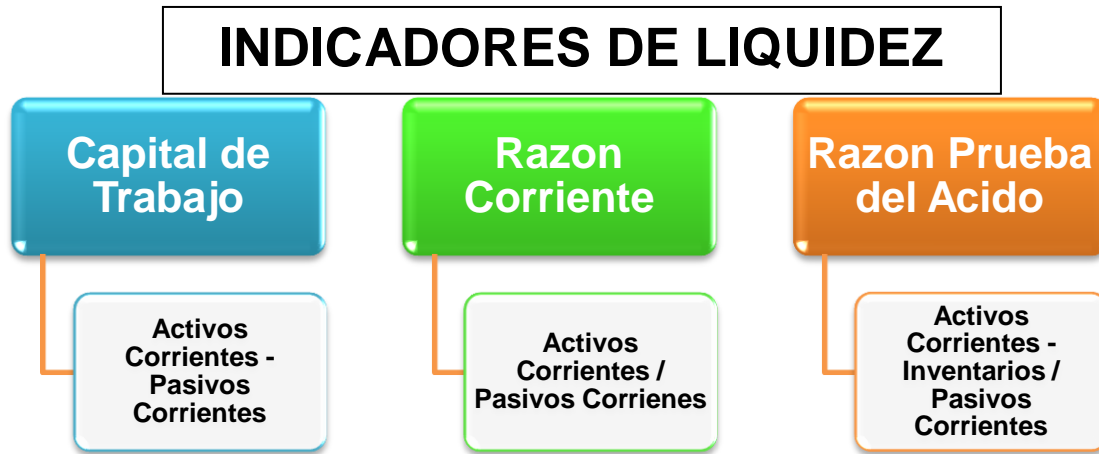 INDICADORES DE LIQUIDEZ
Capital de
Trabajo
Activos
Corrientes -
Pasivos
Corrientes
Razon
Corriente
Activos
Corrientes /
Pasivos Corrienes
Razon Prueba
del Acido
Activos
Corrientes -
Inventarios /
Pasivos
Corrientes